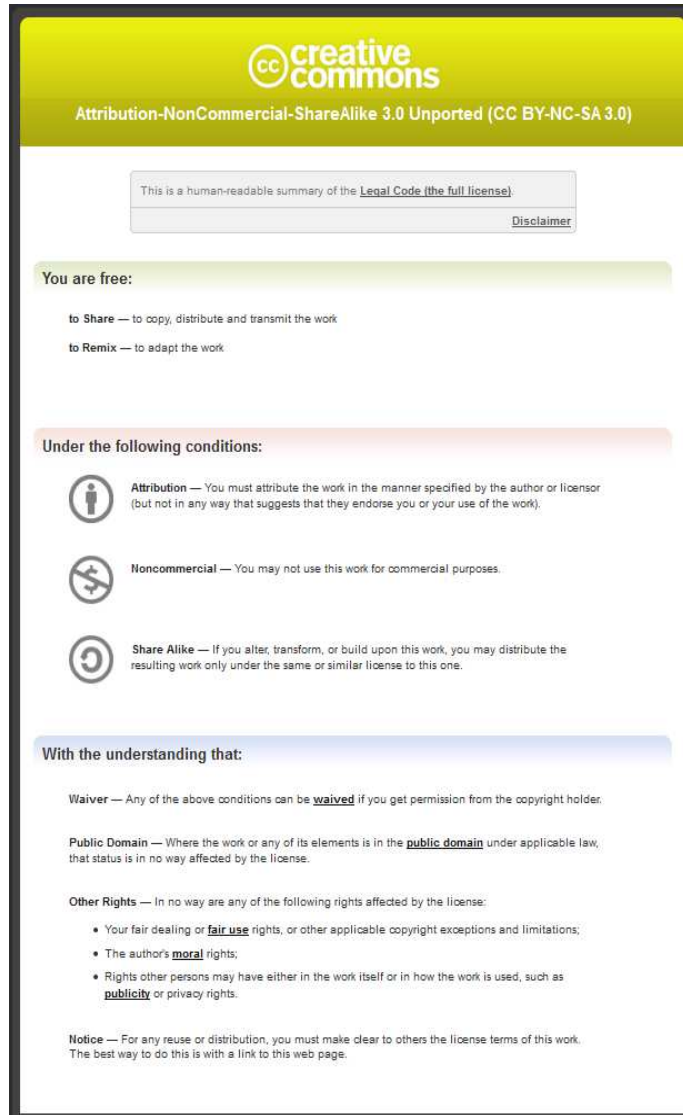 cc creative commons
Attribution-NonCommercial-ShareAlike 3.0 Unported (CC BY-NC-SA 3.0)
This is a human-readable summary of the Legal Code (the full license).
Disclaimer
You are free:
to Share — to copy, distribute and transmit the work
to Remix — to adapt the work
Under the following conditions:
Attribution — You must attribute the work in the manner specified by the author or licensor
(but not in any way that suggests that they endorse you or your use of the work).
Noncommercial — You may not use this work for commercial purposes.
Share Alike — If you alter, transform, or build upon this work, you may distribute the
resulting work only under the same or similar license to this one.
With the understanding that:
Waiver — Any of the above conditions can be waived if you get permission from the copyright holder.
Public Domain — Where the work or any of its elements is in the public domain under applicable law,
that status is in no way affected by the license.
Other Rights — In no way are any of the following rights affected by the license:
• Your fair dealing or fair use rights, or other applicable copyright exceptions and limitations;
• The author's moral rights;
• Rights other persons may have either in the work itself or in how the work is used, such as
publicity or privacy rights.
Notice — For any reuse or distribution, you must make clear to others the license terms of this work.
The best way to do this is with a link to this web page.